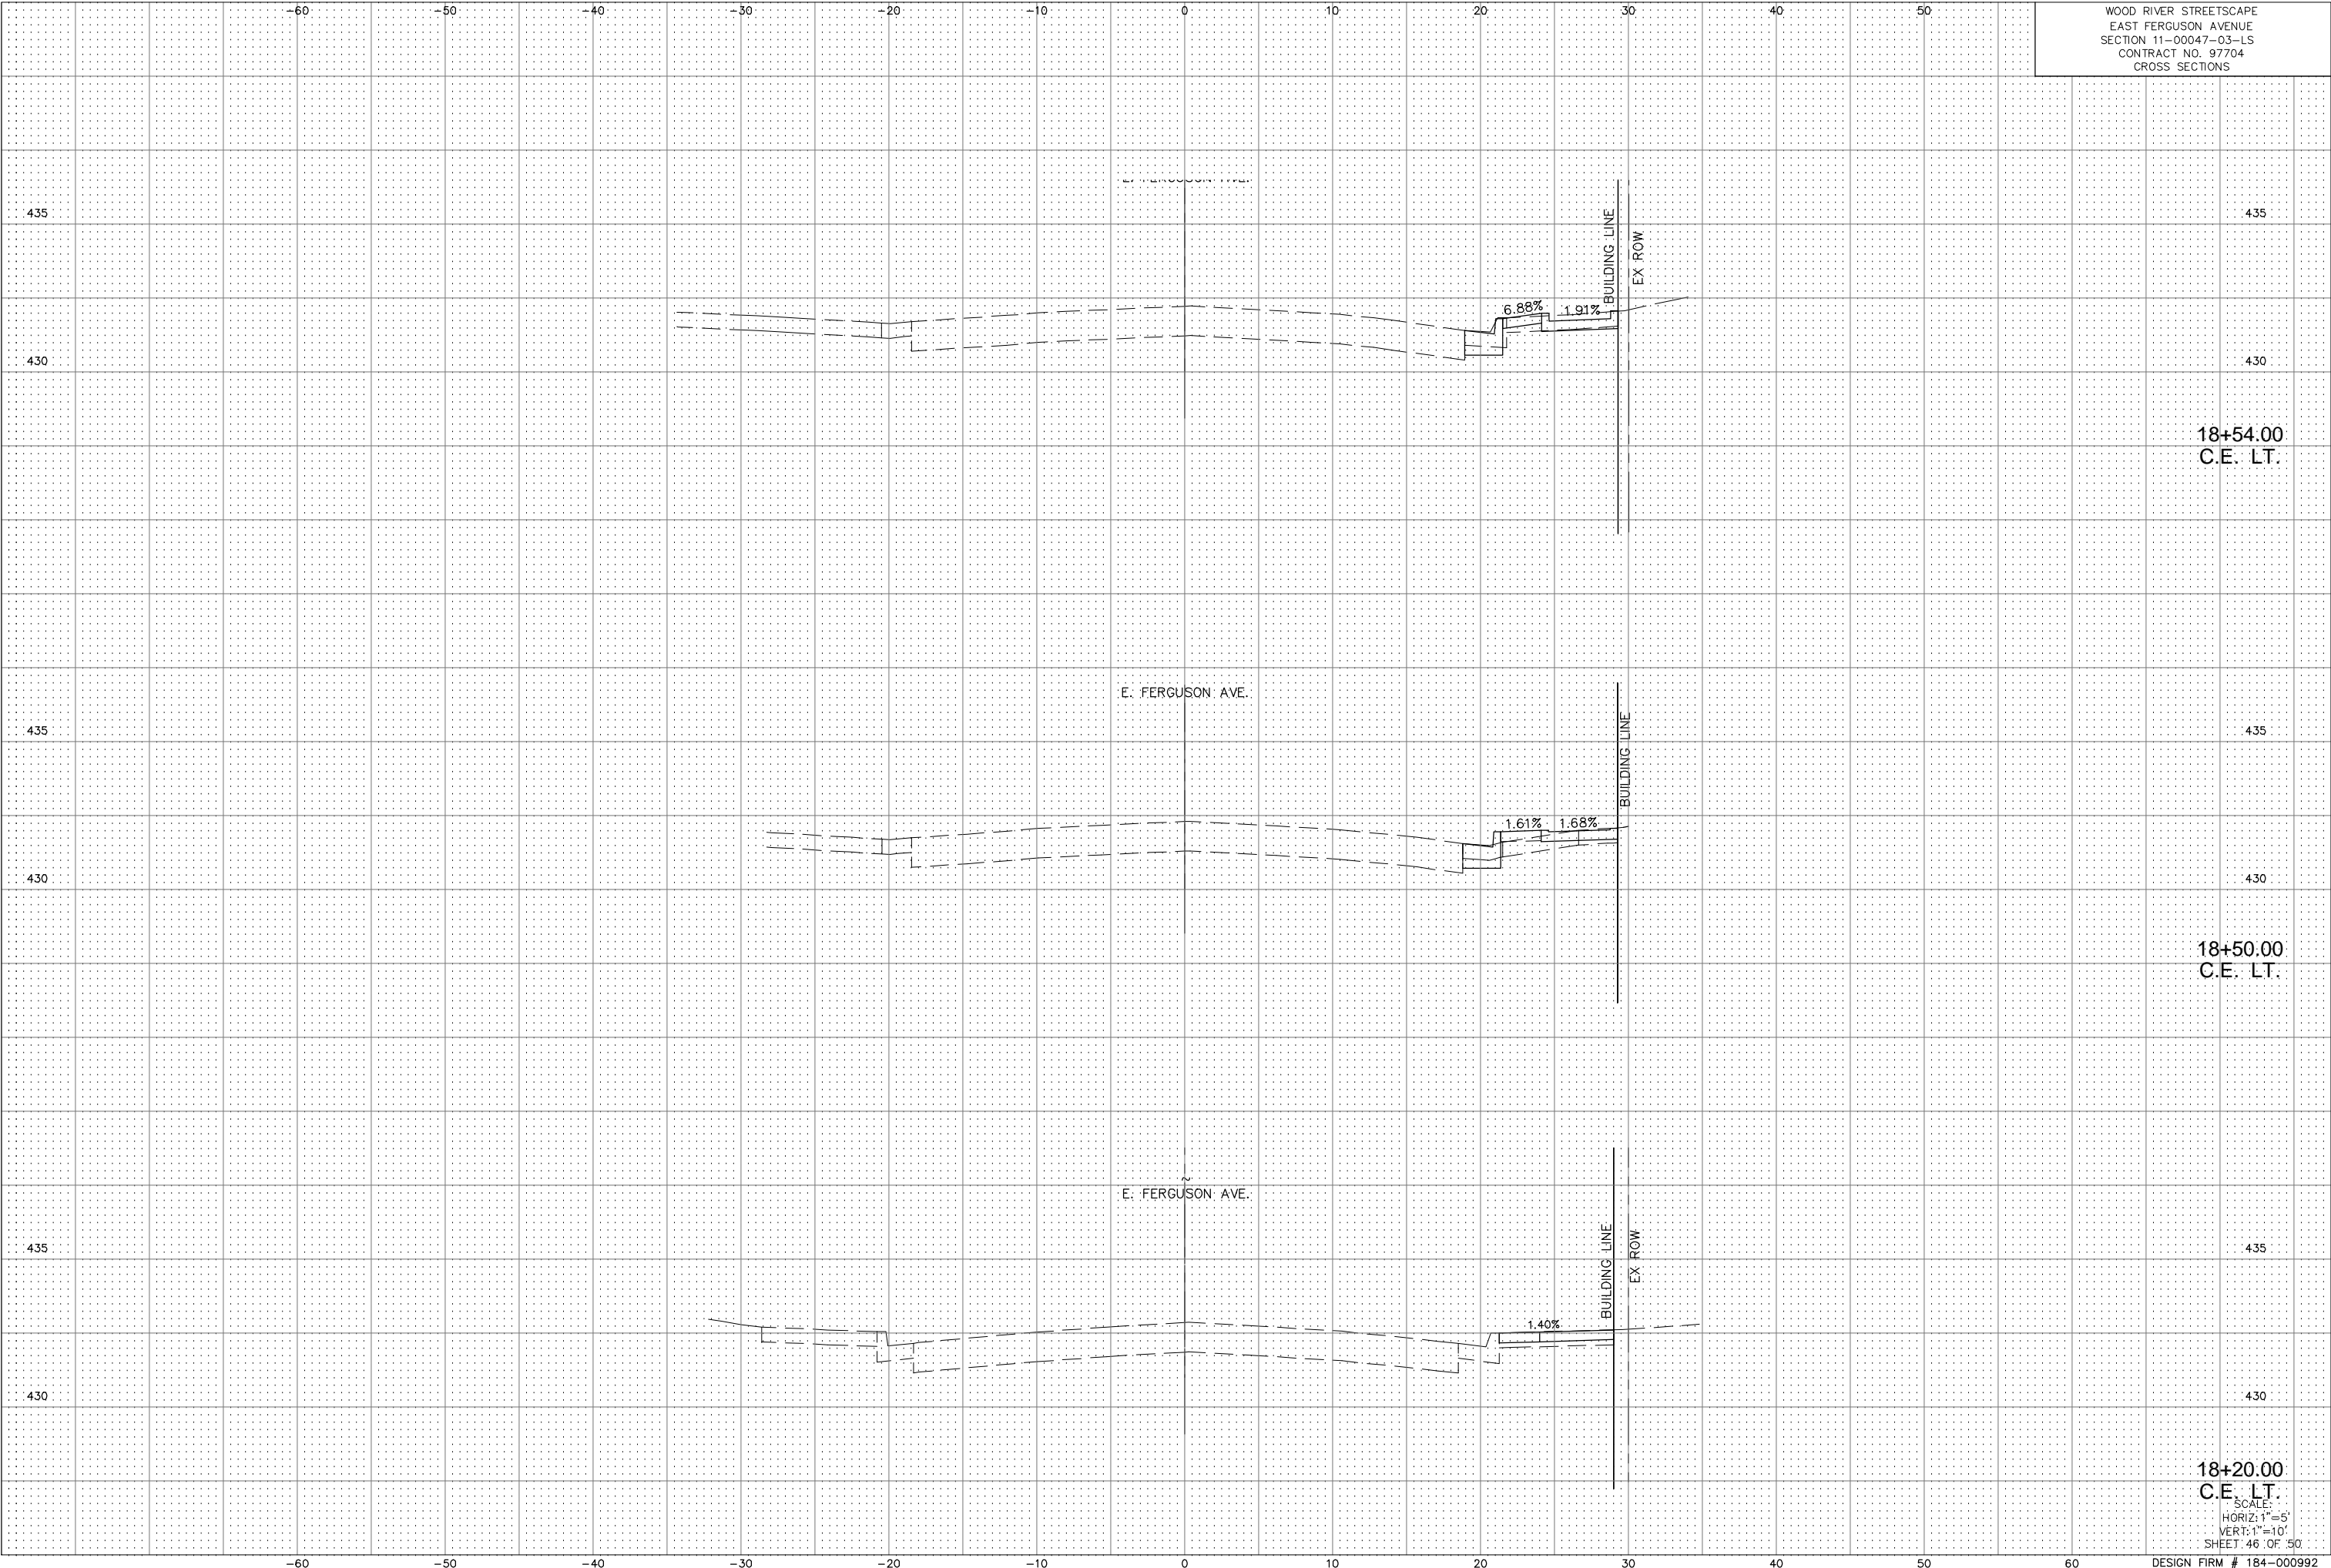 -60 -50 -40 -30 -20 -10 0 10 20 30 40 50
WOOD RIVER STREETSCAPE
EAST FERGUSON AVENUE
SECTION 11-00047-03-LS
CONTRACT NO. 97704
CROSS SECTIONS
E. FERGUSON AVE.
435 435
BUILDING LINE
EX ROW
6.88% 1.91%
430 430
18+54.00
C.E. LT.
E. FERGUSON AVE.
435 435
BUILDING LINE
1.61% 1.68%
430 430
18+50.00
C.E. LT.
~
E. FERGUSON AVE.
435 435
BUILDING LINE
EX ROW
1.40%
430 430
18+20.00
C.E. LT.
SCALE:
HORIZ: 1"=5'
VERT: 1"=10'
SHEET 46 OF 50
-60 -50 -40 -30 -20 -10 0 10 20 30 40 50 60
DESIGN FIRM # 184-000992